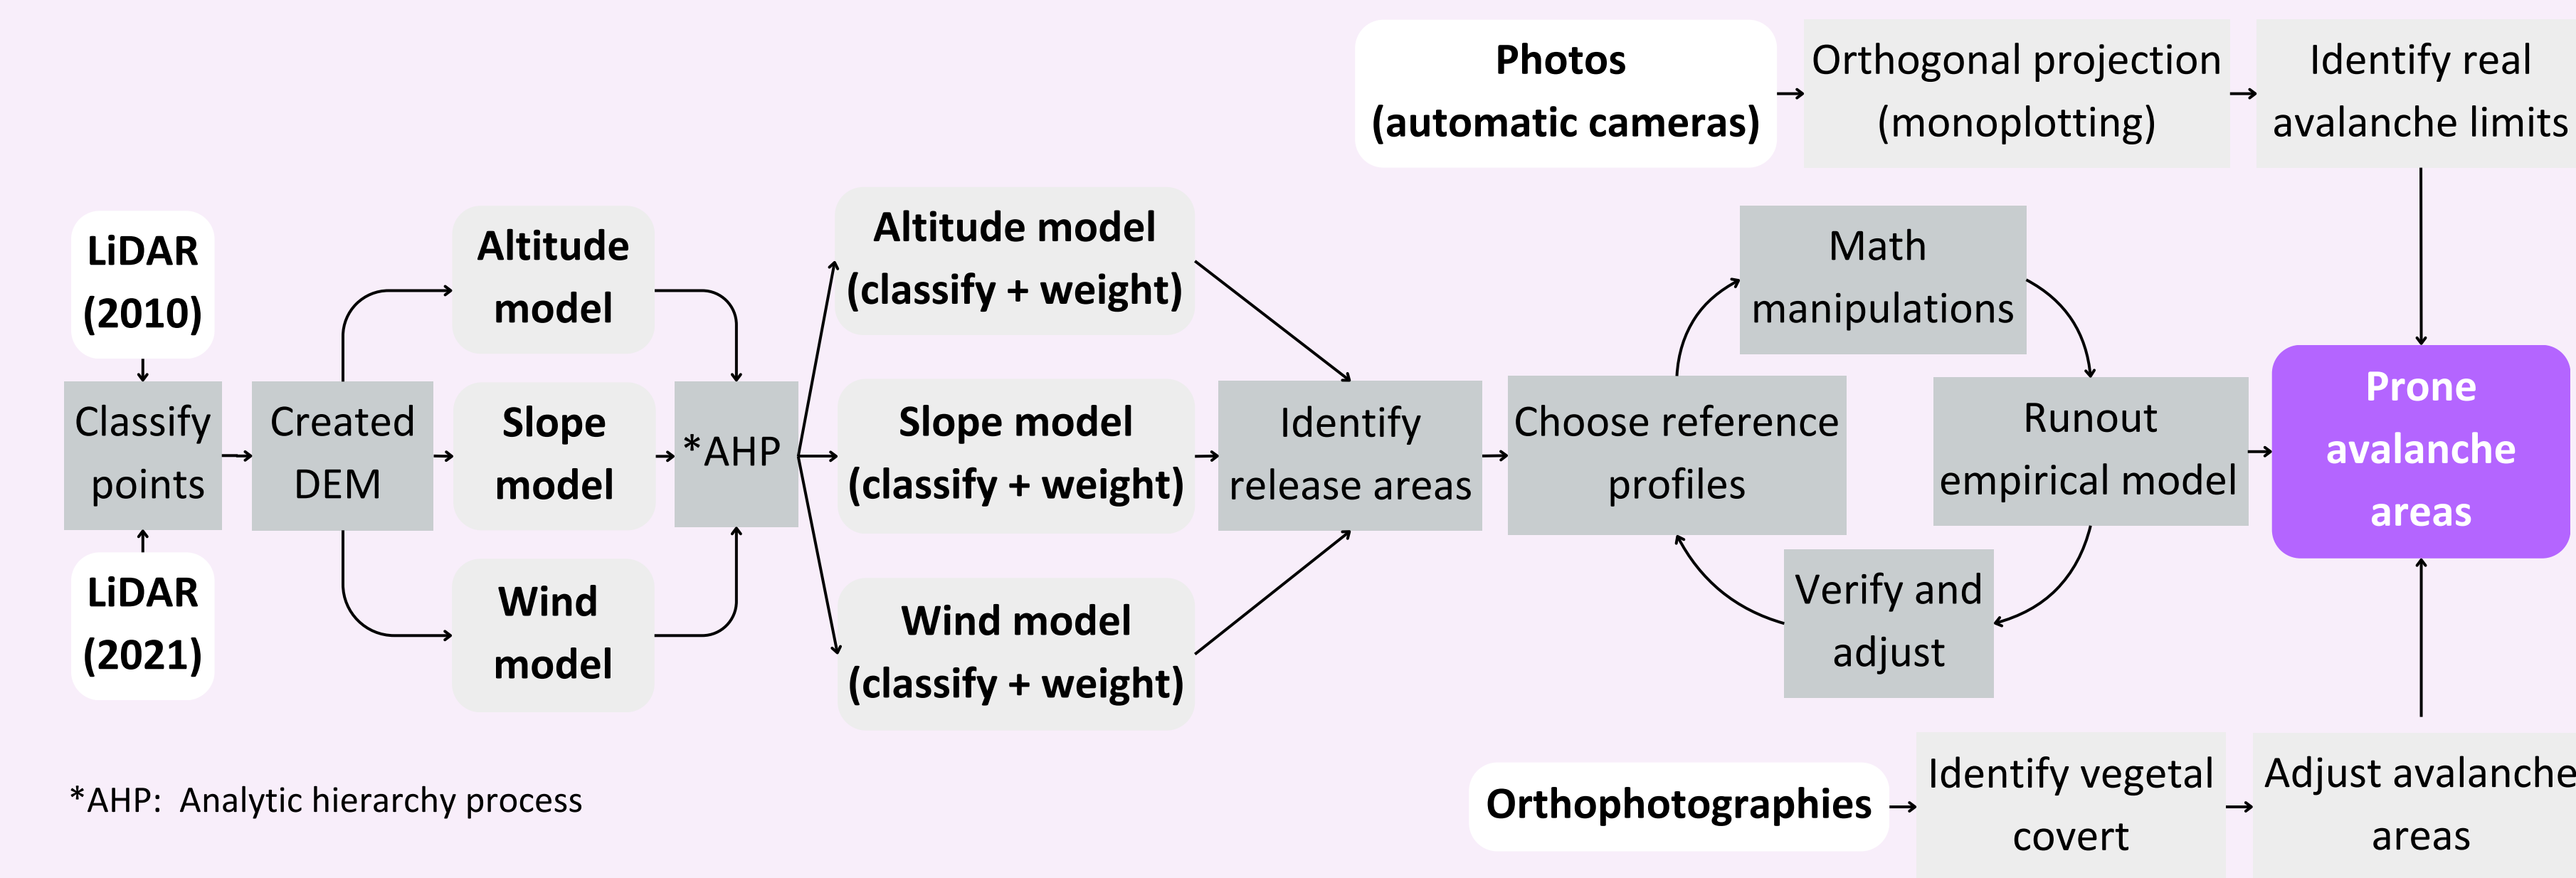 Photos
(automatic cameras)
Orthogonal projection
(monoplotting)
Identify real
avalanche limits
LiDAR
(2010)
Classify
points
LiDAR
(2021)
Created
DEM
Altitude
model
Slope
model
Wind
model
*AHP
Altitude model
(classify + weight)
Slope model
(classify + weight)
Wind model
(classify + weight)
Identify
release areas
Choose reference
profiles
Math
manipulations
Runout
empirical model
Verify and
adjust
Prone
avalanche
areas
Orthophotographies
Identify vegetal
covert
Adjust avalanche
areas
*AHP: Analytic hierarchy process